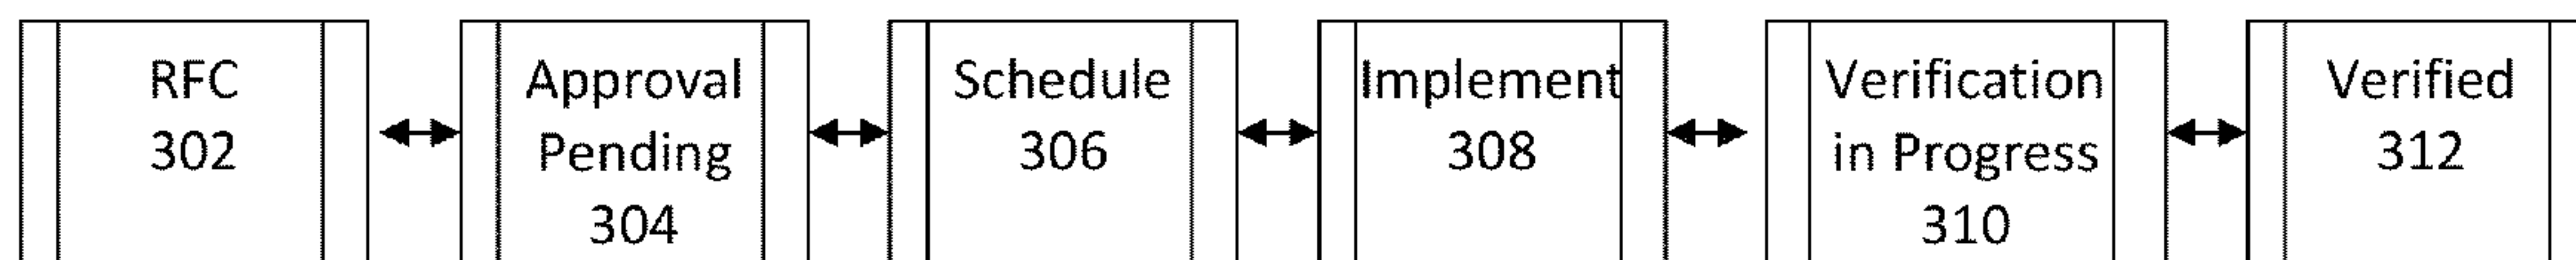 RFC
302
Approval
Pending
304
Schedule
306
Implement
308
Verification
in Progress
310
Verified
312